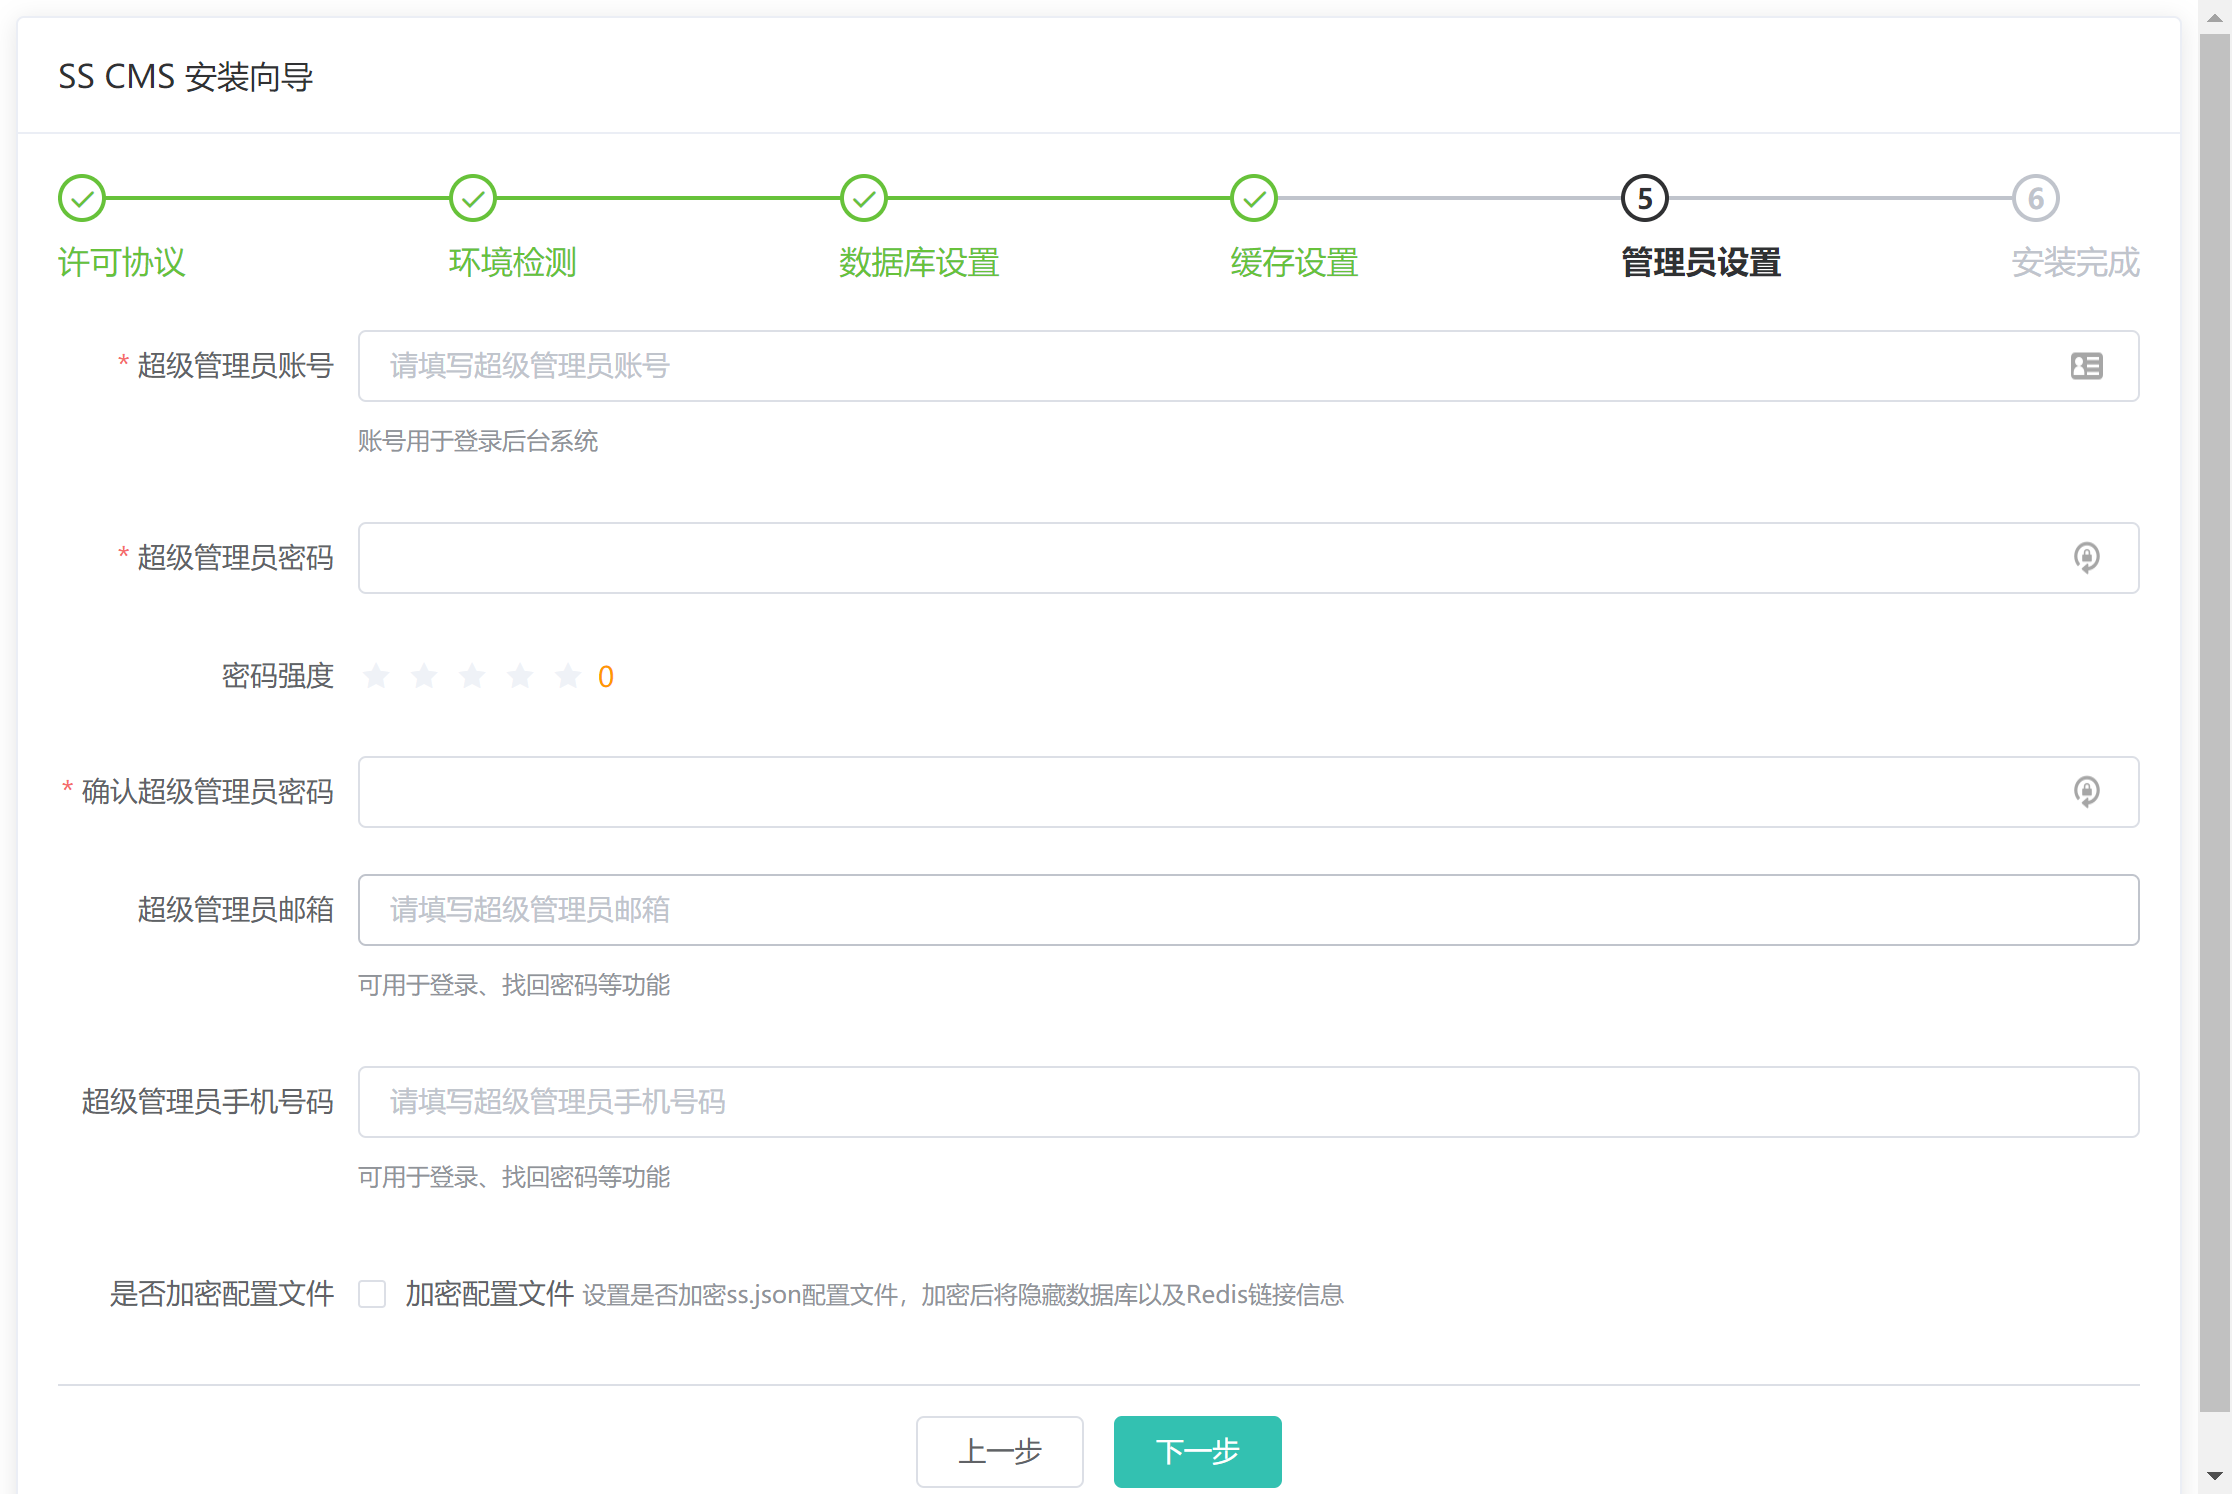 SS CMS 安装向导
5
6
许可协议
环境检测
数据库设置
缓存设置
管理员设置
安装完成
* 超级管理员账号
请填写超级管理员账号
账号用于登录后台系统
* 超级管理员密码
密码强度
0
* 确认超级管理员密码
超级管理员邮箱
请填写超级管理员邮箱
可用于登录、找回密码等功能
超级管理员手机号码
请填写超级管理员手机号码
可用于登录、找回密码等功能
是否加密配置文件
加密配置文件 设置是否加密ss.json配置文件，加密后将隐藏数据库以及Redis链接信息
上一步
下一步